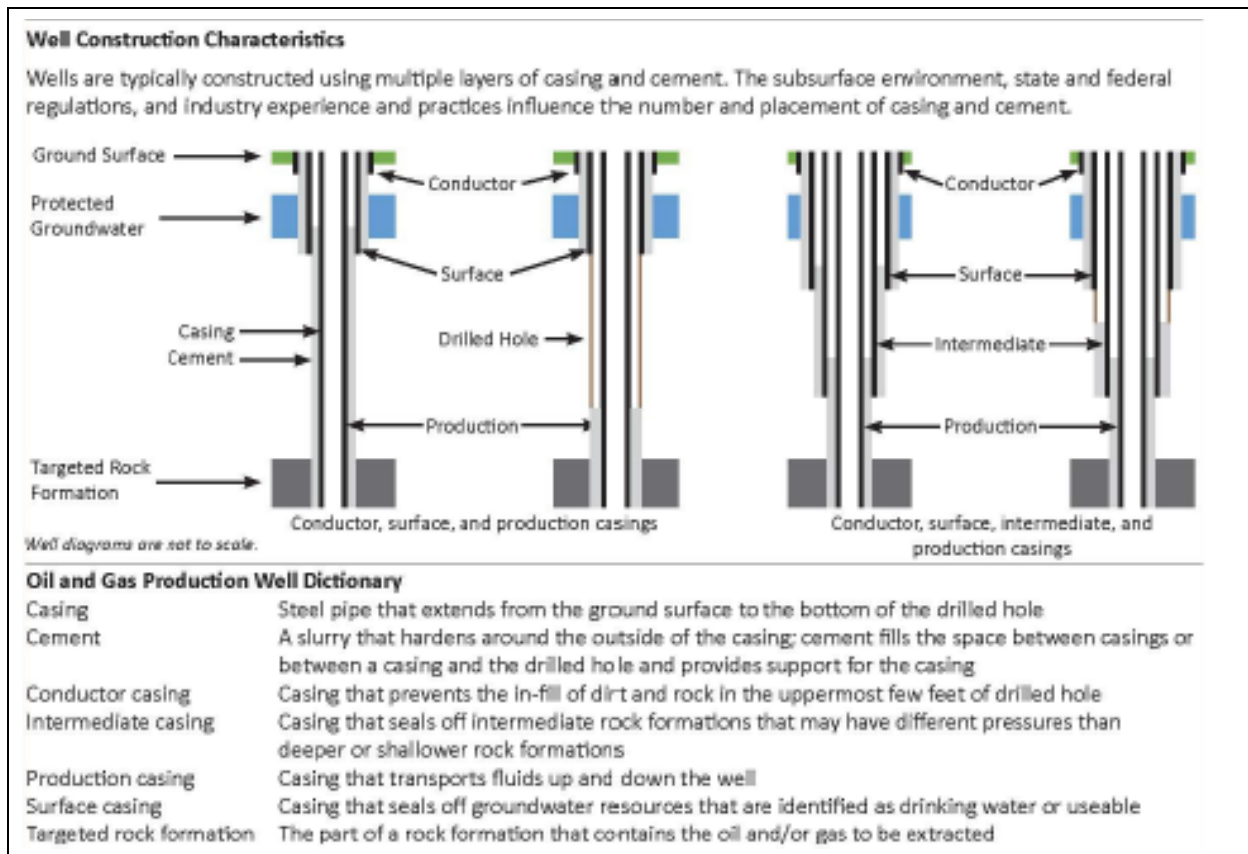 Well Construction Characteristics
Wells are typically constructed using multiple layers of casing and cement. The subsurface environment, state and federal
regulations, and industry experience and practices influence the number and placement of casing and cement.
Ground Surface
Conductor
Conductor
Protected
Groundwater
Surface
Surface
Casing
Drilled Hole
Intermediate
Cement
Production
Production
Targeted Rock
Formation
Conductor, surface, and production casings
Conductor, surface, intermediate, and
production casings
Well diagrams are not to scale.
Oil and Gas Production Well Dictionary
Casing Steel pipe that extends from the ground surface to the bottom of the drilled hole
Cement A slurry that hardens around the outside of the casing; cement fills the space between casings or
between a casing and the drilled hole and provides support for the casing
Conductor casing Casing that prevents the in-fill of dirt and rock in the uppermost few feet of drilled hole
Intermediate casing Casing that seals off intermediate rock formations that may have different pressures than
deeper or shallower rock formations
Production casing Casing that transports fluids up and down the well
Surface casing Casing that seals off groundwater resources that are identified as drinking water or useable
Targeted rock formation The part of a rock formation that contains the oil and/or gas to be extracted